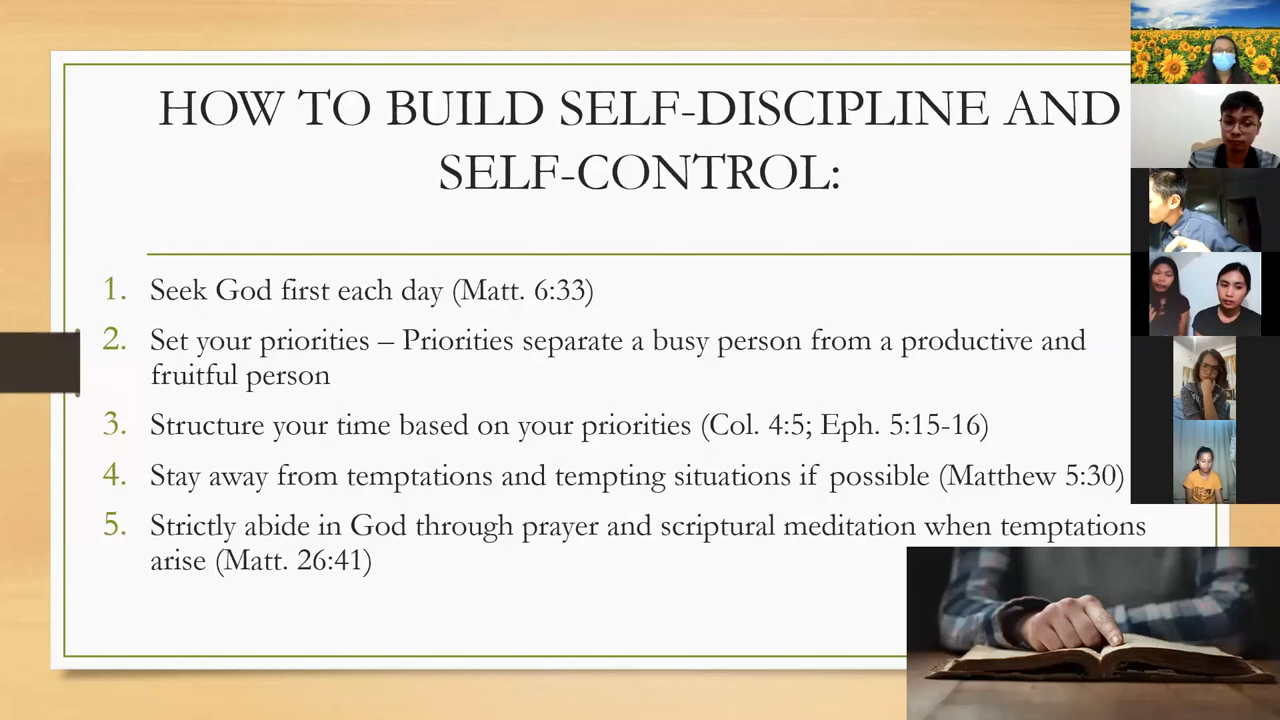 HOW TO BUILD SELF-DISCIPLINE AND
SELF-CONTROL:
1. Seek God first each day (Matt. 6:33)
2. Set your priorities – Priorities separate a busy person from a productive and
fruitful person
3. Structure your time based on your priorities (Col. 4:5; Eph. 5:15-16)
4. Stay away from temptations and tempting situations if possible (Matthew 5:30)
5. Strictly abide in God through prayer and scriptural meditation when temptations
arise (Matt. 26:41)